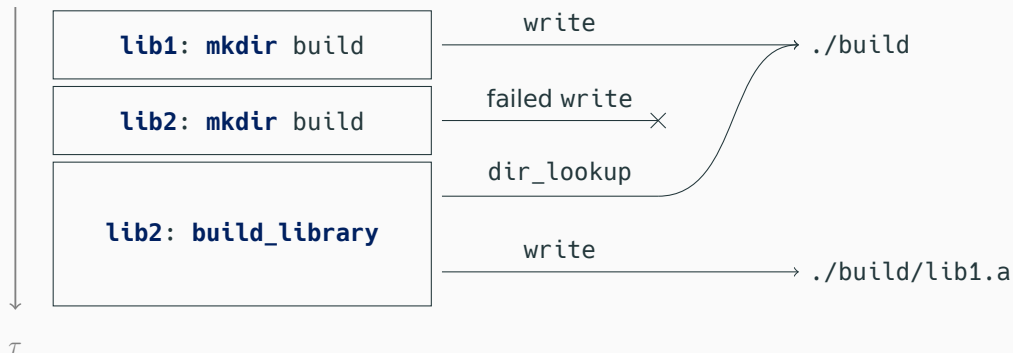 write
lib1: mkdir build
./build
failed write
lib2: mkdir build
dir_lookup
lib2: build_library
write
./build/lib1.a
τ